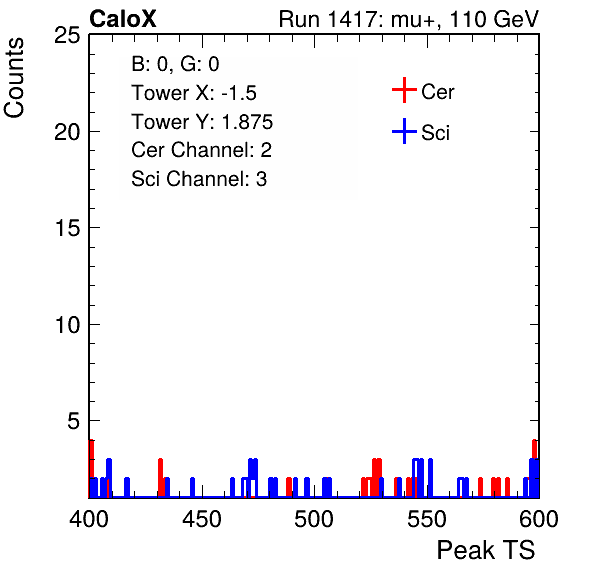 CaloX Run 1417: mu+, 110 GeV
Counts
25
20
15
10
5
B: 0, G: 0
Tower X: -1.5
Tower Y: 1.875
Cer Channel: 2
Sci Channel: 3
Cer
Sci
400 450 500 550 600
Peak TS